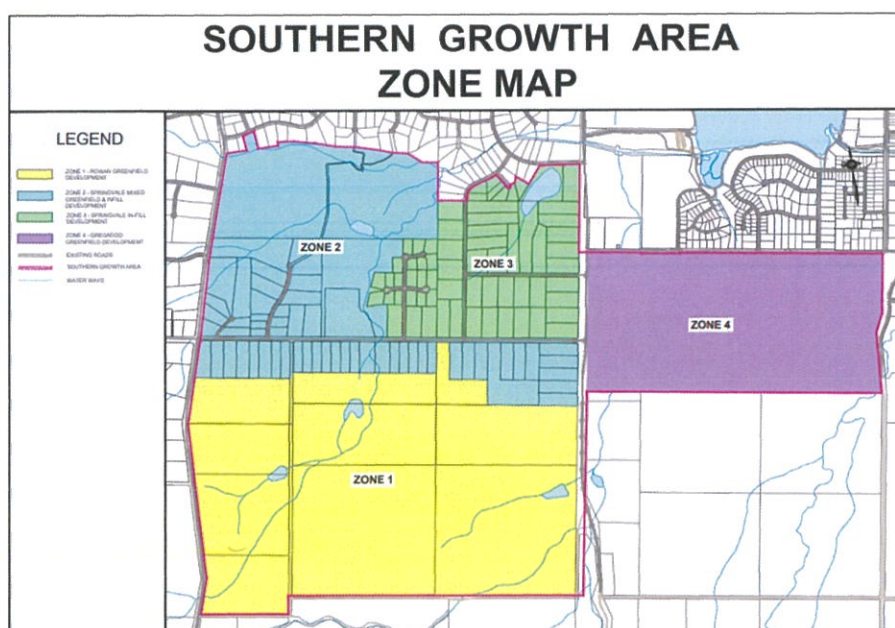 SOUTHERN GROWTH AREA
ZONE MAP
LEGEND
ZONE 1 - ROWAN GREENFIELD
DEVELOPMENT
ZONE 2 - SPRINGVALE MIXED
GREENFIELD & INFILL
DEVELOPMENT
ZONE 3 - SPRINGVALE IN-FILL
DEVELOPMENT
ZONE 4 - GREGADOO
GREENFIELD DEVELOPMENT
EXISTING ROADS
SOUTHERN GROWTH AREA
WATER WAYS
ZONE 2
ZONE 3
ZONE 4
ZONE 1